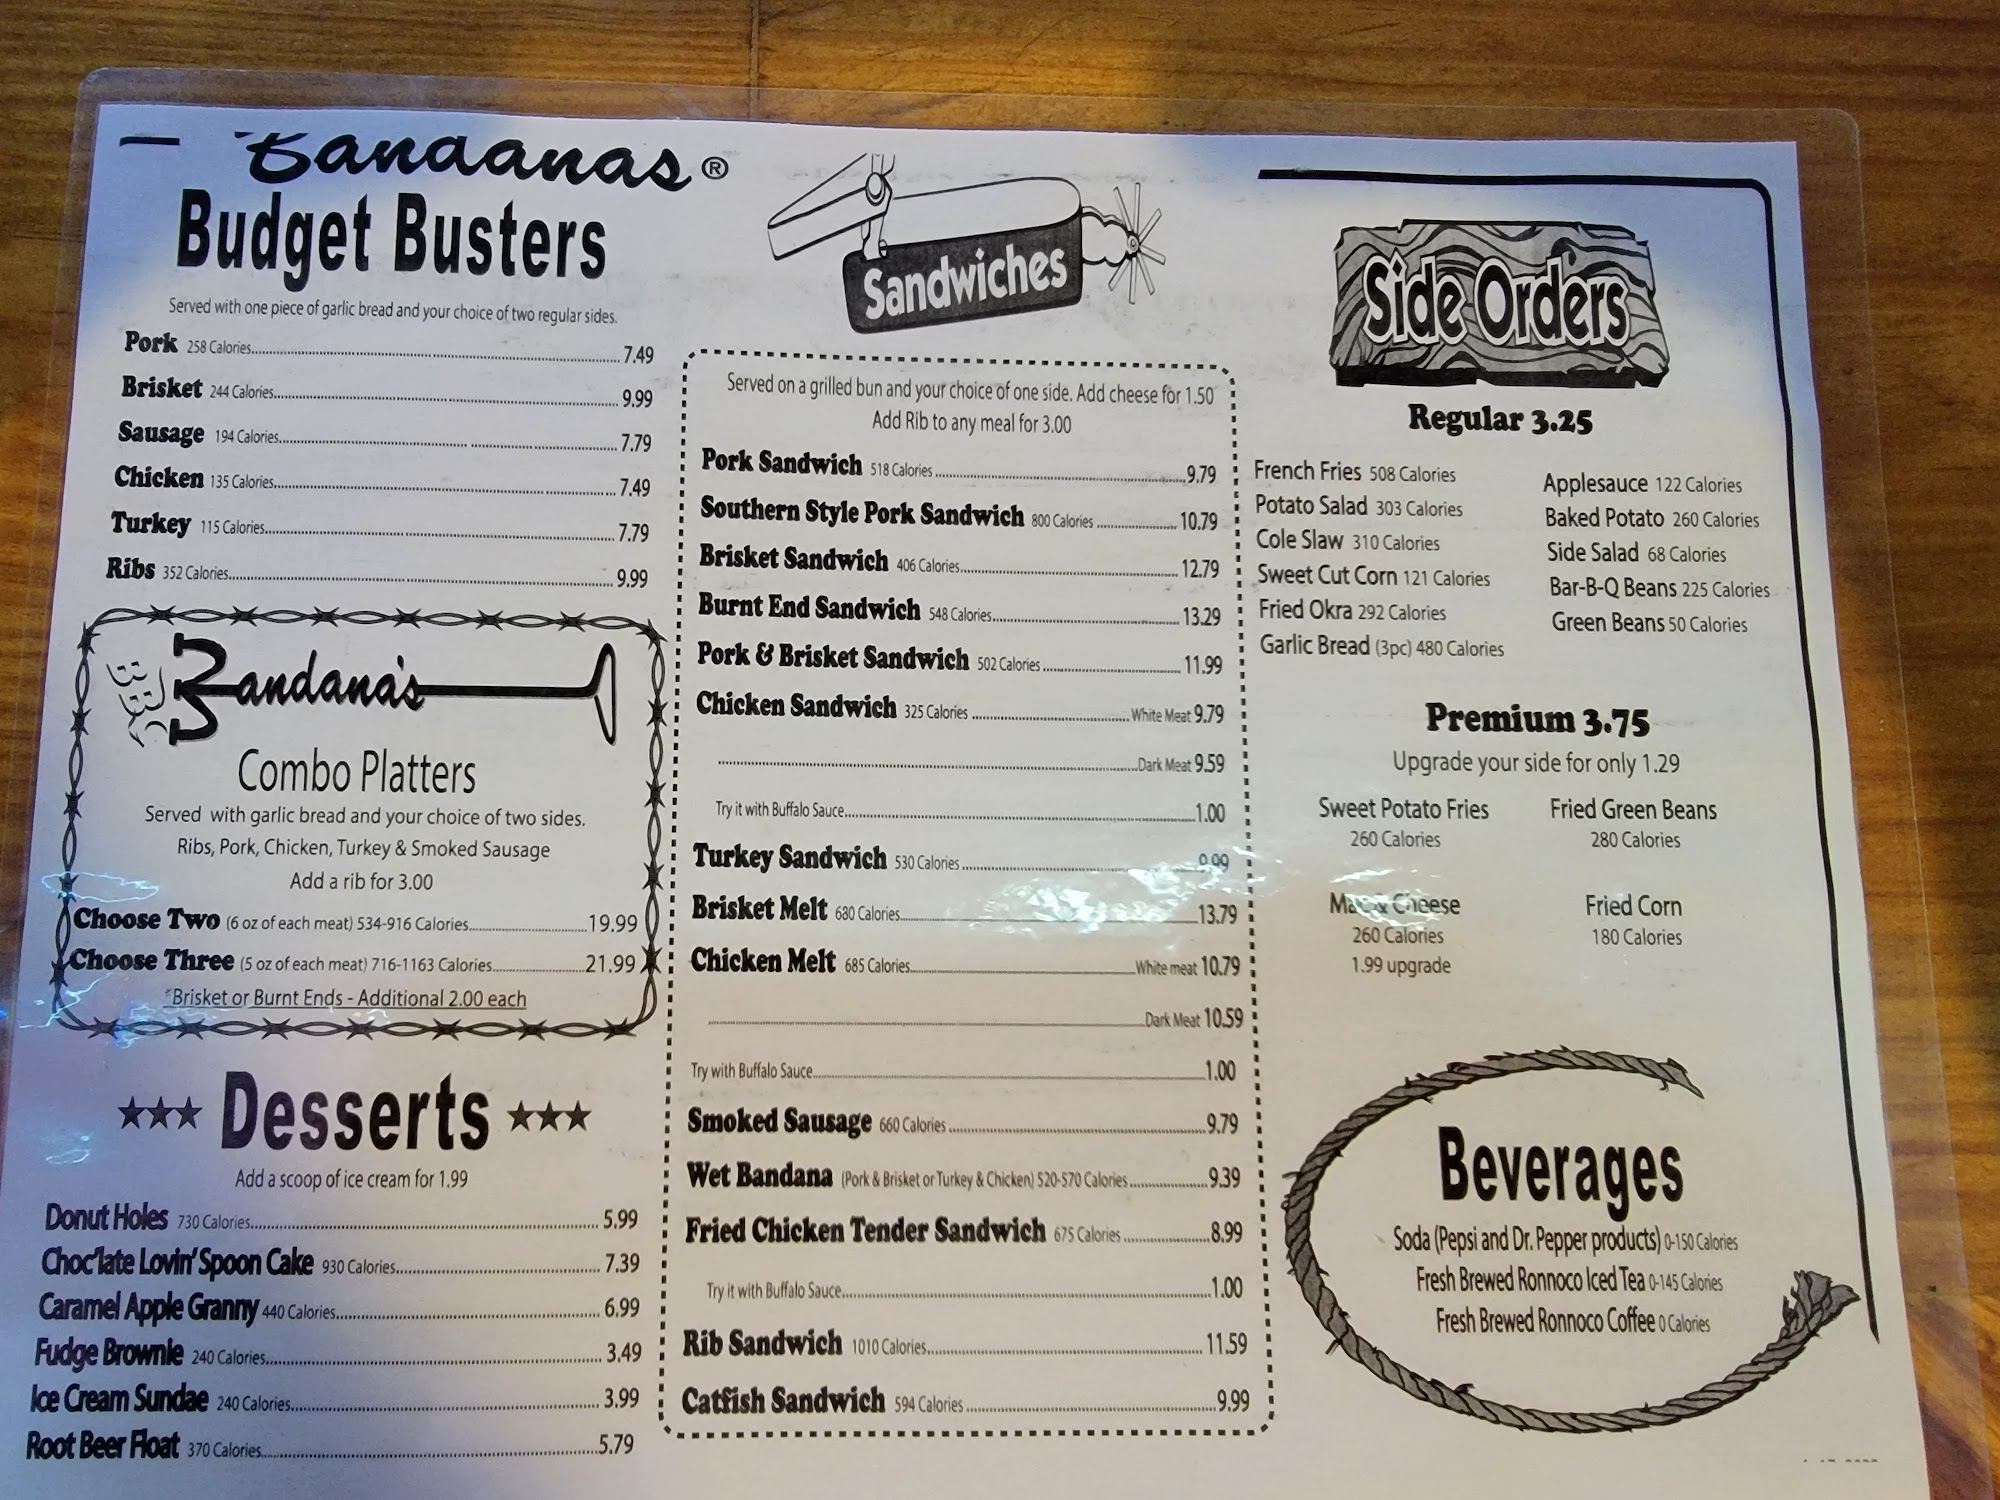 Bandanas®
Budget Busters
Served with one piece of garlic bread and your choice of two regular sides.
Pork 258 Calories 7.49
Brisket 244 Calories 9.99
Sausage 194 Calories 7.79
Chicken 135 Calories 7.49
Turkey 115 Calories 7.79
Ribs 352 Calories 9.99
BBQ Bandana's
Combo Platters
Served with garlic bread and your choice of two sides.
Ribs, Pork, Chicken, Turkey & Smoked Sausage
Add a rib for 3.00
Choose Two (6 oz of each meat) 534-916 Calories 19.99
Choose Three (5 oz of each meat) 716-1163 Calories 21.99
*Brisket or Burnt Ends - Additional 2.00 each
Desserts
Add a scoop of ice cream for 1.99
Donut Holes 730 Calories 5.99
Choc'late Lovin' Spoon Cake 930 Calories 7.39
Caramel Apple Granny 440 Calories 6.99
Fudge Brownie 240 Calories 3.49
Ice Cream Sundae 240 Calories 3.99
Root Beer Float 370 Calories 5.79
Sandwiches
Served on a grilled bun and your choice of one side. Add cheese for 1.50
Add Rib to any meal for 3.00
Pork Sandwich 518 Calories 9.79
Southern Style Pork Sandwich 800 Calories 10.79
Brisket Sandwich 406 Calories 12.79
Burnt End Sandwich 548 Calories 13.29
Pork & Brisket Sandwich 502 Calories 11.99
Chicken Sandwich 325 Calories White Meat 9.79
Dark Meat 9.59
Try it with Buffalo Sauce 1.00
Turkey Sandwich 530 Calories 9.99
Brisket Melt 680 Calories 13.79
Chicken Melt 685 Calories White meat 10.79
Dark Meat 10.59
Try with Buffalo Sauce 1.00
Smoked Sausage 660 Calories 9.79
Wet Bandana (Pork & Brisket or Turkey & Chicken) 520-570 Calories 9.39
Fried Chicken Tender Sandwich 675 Calories 8.99
Try it with Buffalo Sauce 1.00
Rib Sandwich 1010 Calories 11.59
Catfish Sandwich 594 Calories 9.99
Side Orders
Regular 3.25
French Fries 508 Calories
Potato Salad 303 Calories
Cole Slaw 310 Calories
Sweet Cut Corn 121 Calories
Fried Okra 292 Calories
Garlic Bread (3pc) 480 Calories
Applesauce 122 Calories
Baked Potato 260 Calories
Side Salad 68 Calories
Bar-B-Q Beans 225 Calories
Green Beans 50 Calories
Premium 3.75
Upgrade your side for only 1.29
Sweet Potato Fries
260 Calories
Fried Green Beans
280 Calories
Mac & Cheese
260 Calories
1.99 upgrade
Fried Corn
180 Calories
Beverages
Soda (Pepsi and Dr. Pepper products) 0-150 Calories
Fresh Brewed Ronnoco Iced Tea 0-145 Calories
Fresh Brewed Ronnoco Coffee 0 Calories